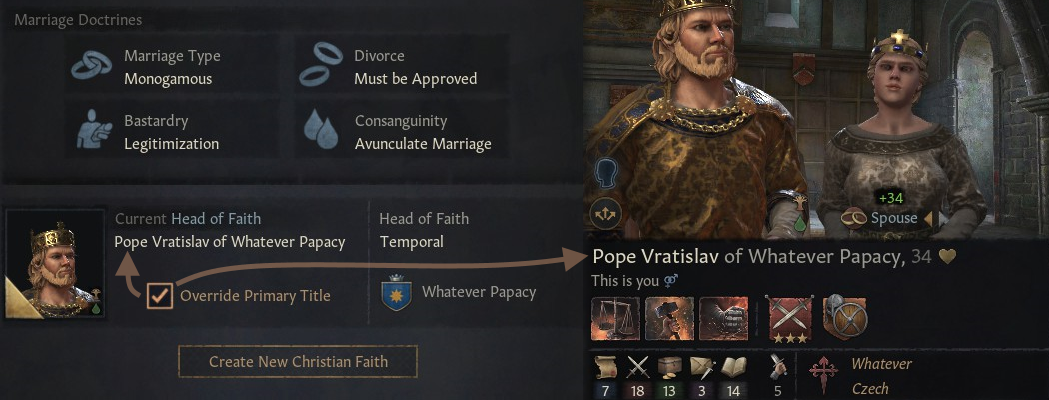 Marriage Doctrines
Marriage Type
Monogamous
Divorce
Must be Approved
Bastardry
Legitimization
Consanguinity
Avunculate Marriage
Current Head of Faith
Pope Vratislav of Whatever Papacy
Override Primary Title
Head of Faith
Temporal
Whatever Papacy
Create New Christian Faith
+34
Spouse
Pope Vratislav of Whatever Papacy, 34
This is you
7 18 13 3 14 5
Whatever
Czech